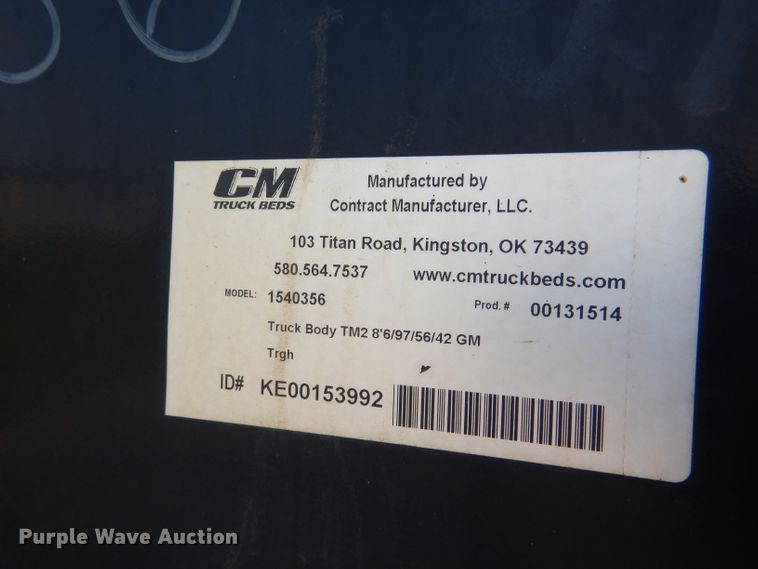 CM
TRUCK BEDS
Manufactured by
Contract Manufacturer, LLC.
103 Titan Road, Kingston, OK 73439
580.564.7537 www.cmtruckbeds.com
MODEL: 1540356 Prod. # 00131514
Truck Body TM2 8'6/97/56/42 GM
Trgh
ID# KE00153992
Purple Wave Auction